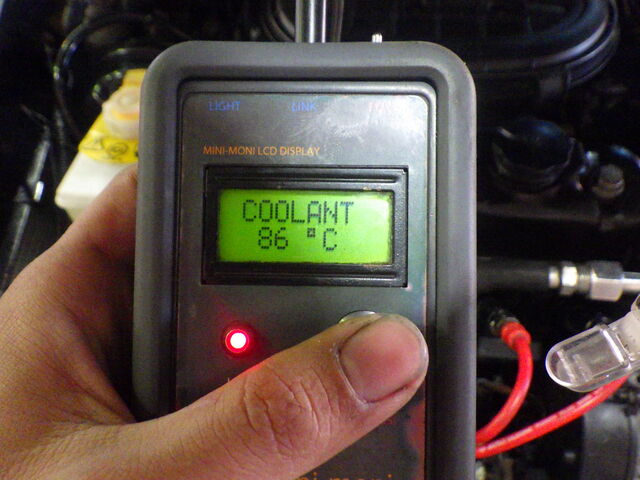 LIGHT LINK
MINI-MONI LCD DISPLAY
COOLANT
86 °C